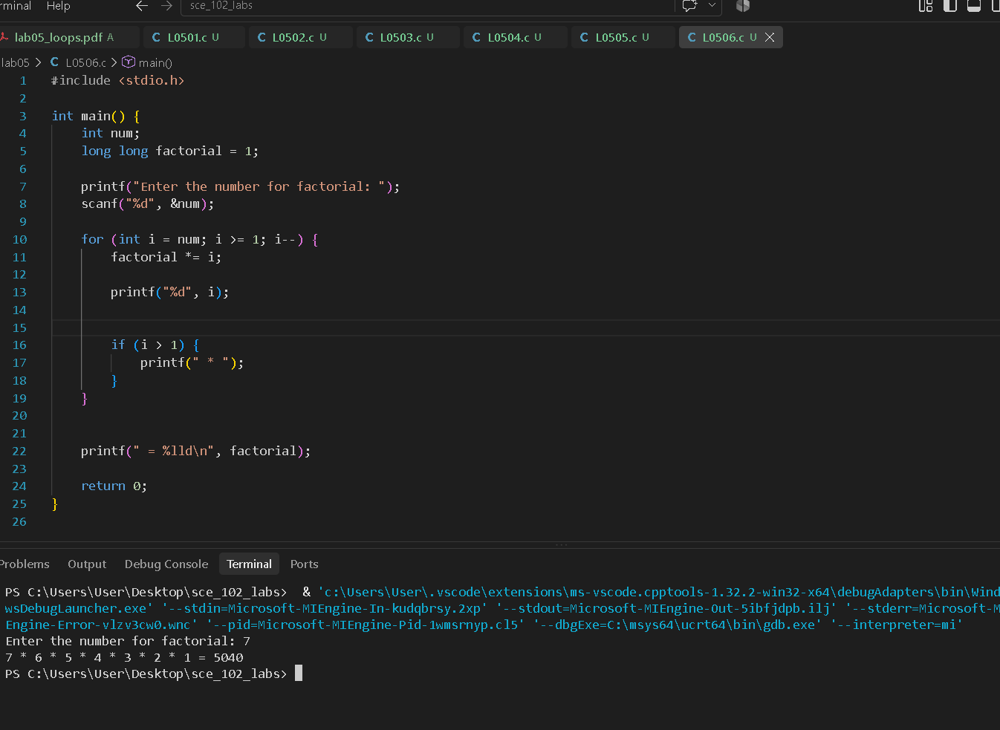 rminal Help sce_102_labs
lab05_loops.pdf A C L0501.c U C L0502.c U C L0503.c U C L0504.c U C L0505.c U C L0506.c U
lab05 > C L0506.c > main()
1 #include <stdio.h>
2
3 int main() {
4 int num;
5 long long factorial = 1;
6
7 printf("Enter the number for factorial: ");
8 scanf("%d", &num);
9
10 for (int i = num; i >= 1; i--) {
11 factorial *= i;
12
13 printf("%d", i);
14
15
16 if (i > 1) {
17 printf(" * ");
18 }
19 }
20
21
22 printf(" = %lld\n", factorial);
23
24 return 0;
25 }
26
Problems Output Debug Console Terminal Ports
PS C:\Users\User\Desktop\sce_102_labs> & 'c:\Users\User\.vscode\extensions\ms-vscode.cpptools-1.32.2-win32-x64\debugAdapters\bin\Wind
wsDebugLauncher.exe' '--stdin=Microsoft-MIEngine-In-kudqbrsy.2xp' '--stdout=Microsoft-MIEngine-Out-5ibfjdpb.ilj' '--stderr=Microsoft-M
Engine-Error-vlzv3cw0.wnc' '--pid=Microsoft-MIEngine-Pid-1wmsrnyp.cl5' '--dbgExe=C:\msys64\ucrt64\bin\gdb.exe' '--interpreter=mi'
Enter the number for factorial: 7
7 * 6 * 5 * 4 * 3 * 2 * 1 = 5040
PS C:\Users\User\Desktop\sce_102_labs>